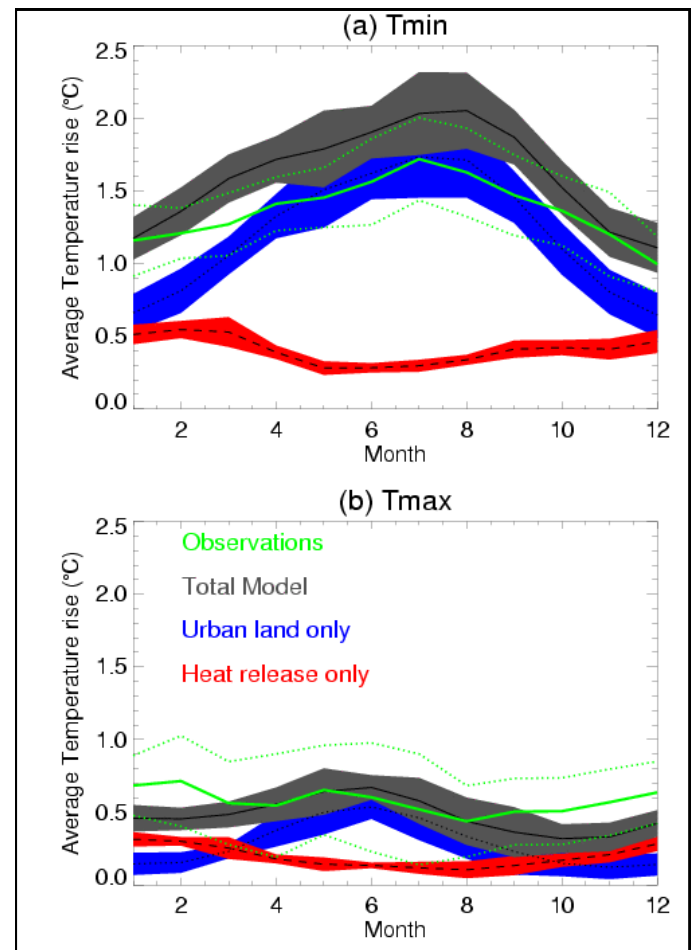 (a) Tmin
2.5
2.0
1.5
1.0
0.5
0.0
Average Temperature rise (°C)
2 4 6 8 10 12
Month
(b) Tmax
2.5
2.0
1.5
1.0
0.5
0.0
Average Temperature rise (°C)
Observations
Total Model
Urban land only
Heat release only
2 4 6 8 10 12
Month